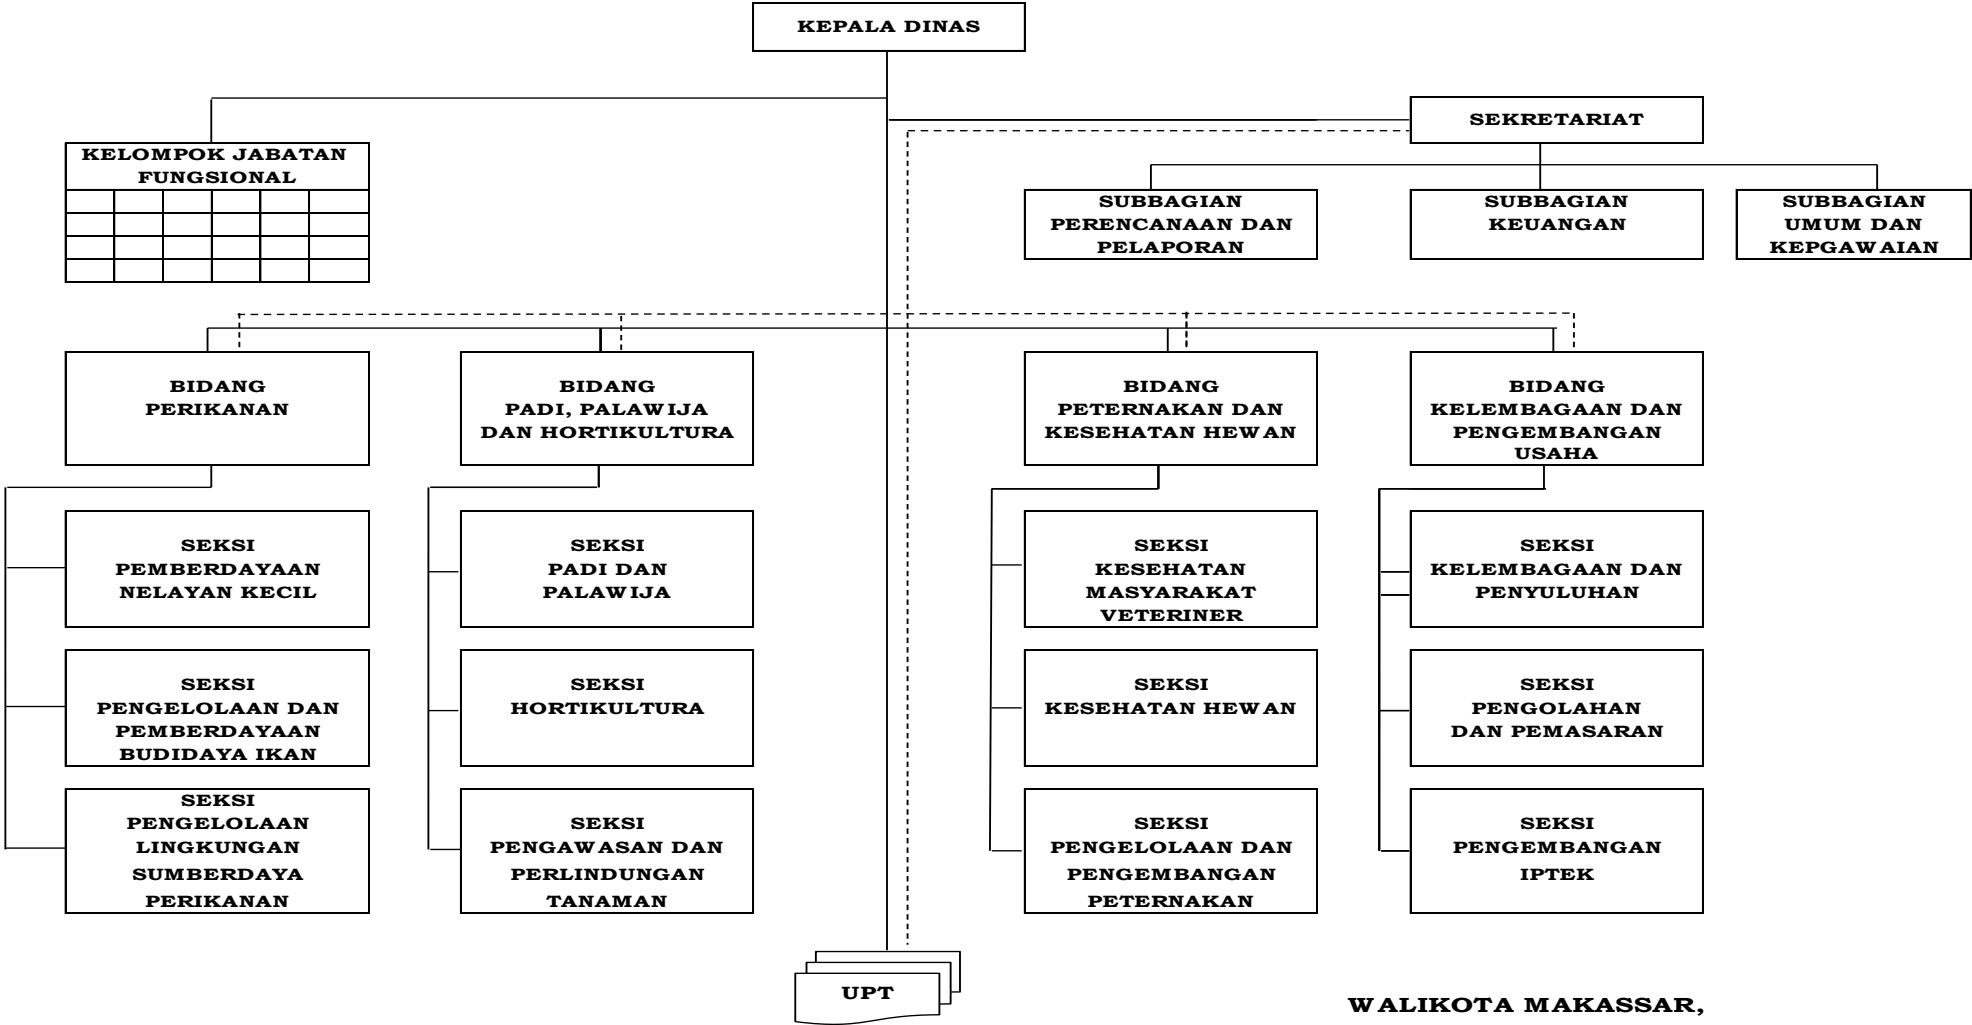 KEPALA DINAS
SEKRETARIAT
KELOMPOK JABATAN
FUNGSIONAL
SUBBAGIAN
PERENCANAAN DAN
PELAPORAN
SUBBAGIAN
KEUANGAN
SUBBAGIAN
UMUM DAN
KEPGAWAIAN
BIDANG
PERIKANAN
BIDANG
PADI, PALAWIJA
DAN HORTIKULTURA
BIDANG
PETERNAKAN DAN
KESEHATAN HEWAN
BIDANG
KELEMBAGAAN DAN
PENGEMBANGAN
USAHA
SEKSI
PEMBERDAYAAN
NELAYAN KECIL
SEKSI
PADI DAN
PALAWIJA
SEKSI
KESEHATAN
MASYARAKAT
VETERINER
SEKSI
KELEMBAGAAN DAN
PENYULUHAN
SEKSI
PENGELOLAAN DAN
PEMBERDAYAAN
BUDIDAYA IKAN
SEKSI
HORTIKULTURA
SEKSI
KESEHATAN HEWAN
SEKSI
PENGOLAHAN
DAN PEMASARAN
SEKSI
PENGELOLAAN
LINGKUNGAN
SUMBERDAYA
PERIKANAN
SEKSI
PENGAWASAN DAN
PERLINDUNGAN
TANAMAN
SEKSI
PENGELOLAAN DAN
PENGEMBANGAN
PETERNAKAN
SEKSI
PENGEMBANGAN
IPTEK
UPT
WALIKOTA MAKASSAR,